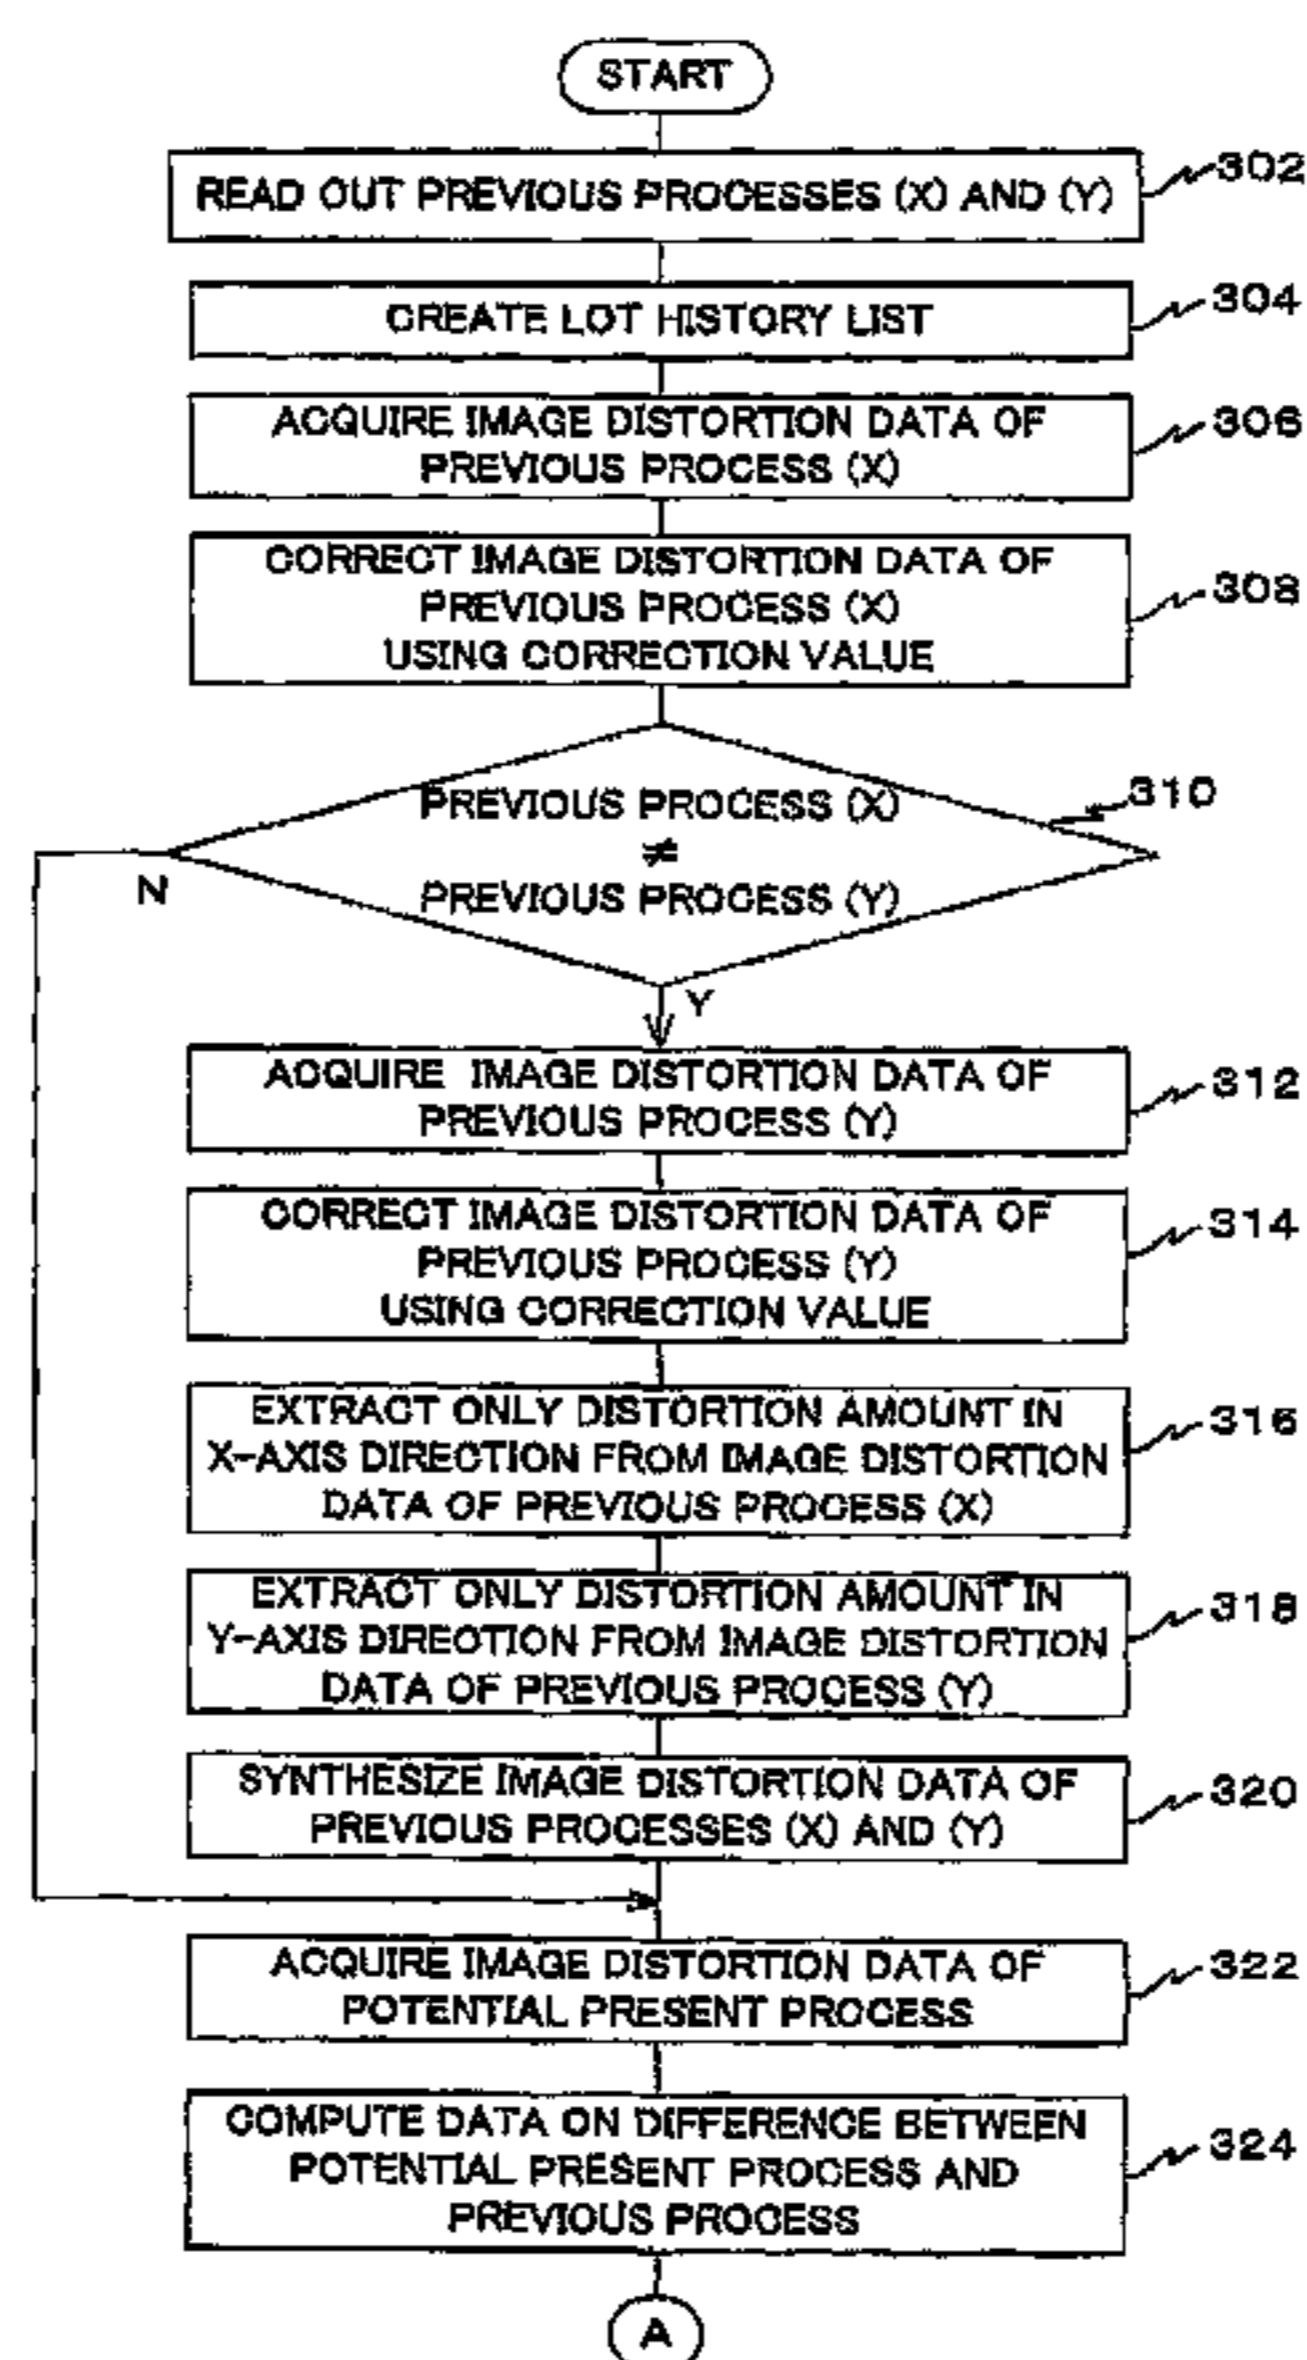 START
READ OUT PREVIOUS PROCESSES (X) AND (Y)
302
CREATE LOT HISTORY LIST
304
ACQUIRE IMAGE DISTORTION DATA OF
PREVIOUS PROCESS (X)
306
CORRECT IMAGE DISTORTION DATA OF
PREVIOUS PROCESS (X)
USING CORRECTION VALUE
308
PREVIOUS PROCESS (X)
≠
PREVIOUS PROCESS (Y)
310
N
Y
ACQUIRE IMAGE DISTORTION DATA OF
PREVIOUS PROCESS (Y)
312
CORRECT IMAGE DISTORTION DATA OF
PREVIOUS PROCESS (Y)
USING CORRECTION VALUE
314
EXTRACT ONLY DISTORTION AMOUNT IN
X-AXIS DIRECTION FROM IMAGE DISTORTION
DATA OF PREVIOUS PROCESS (X)
316
EXTRACT ONLY DISTORTION AMOUNT IN
Y-AXIS DIRECTION FROM IMAGE DISTORTION
DATA OF PREVIOUS PROCESS (Y)
318
SYNTHESIZE IMAGE DISTORTION DATA OF
PREVIOUS PROCESSES (X) AND (Y)
320
ACQUIRE IMAGE DISTORTION DATA OF
POTENTIAL PRESENT PROCESS
322
COMPUTE DATA ON DIFFERENCE BETWEEN
POTENTIAL PRESENT PROCESS AND
PREVIOUS PROCESS
324
A